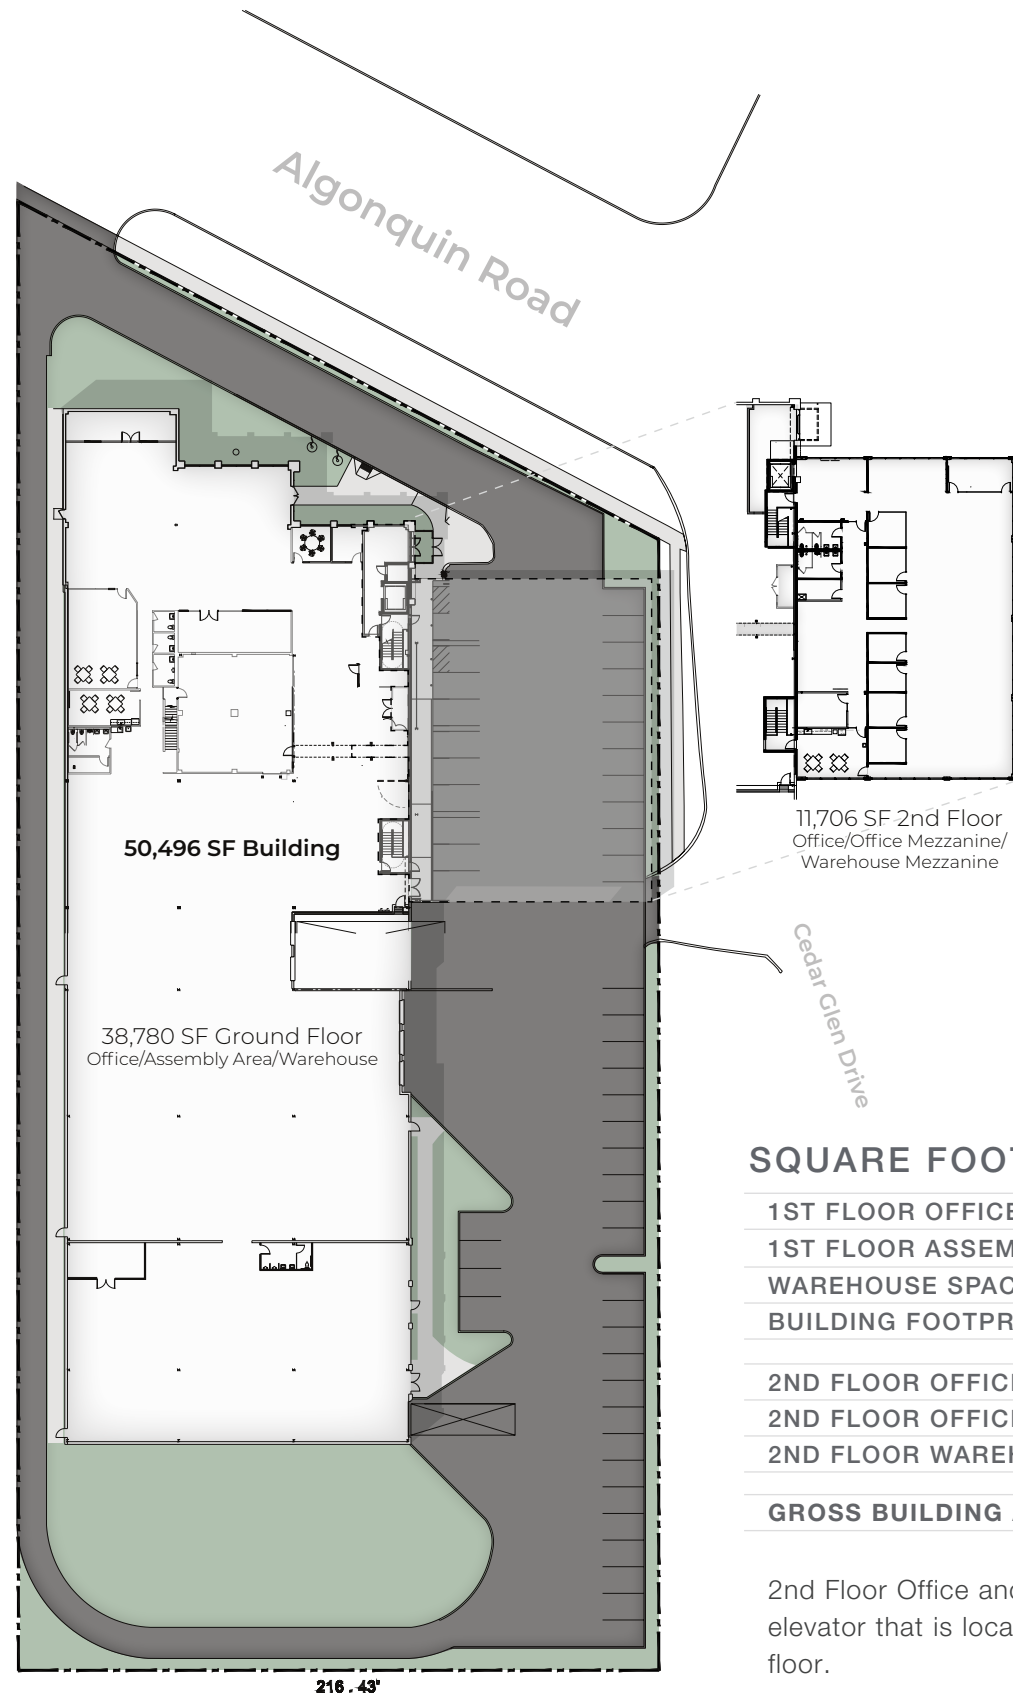 Algonquin Road
50,496 SF Building
38,780 SF Ground Floor
Office/Assembly Area/Warehouse
11,706 SF 2nd Floor
Office/Office Mezzanine/
Warehouse Mezzanine
Cedar Glen Drive
SQUARE FOO
1ST FLOOR OFFICE
1ST FLOOR ASSEM
WAREHOUSE SPAC
BUILDING FOOTPR
2ND FLOOR OFFIC
2ND FLOOR OFFIC
2ND FLOOR WAREH
GROSS BUILDING
2nd Floor Office and
elevator that is loca
floor.
216.43'